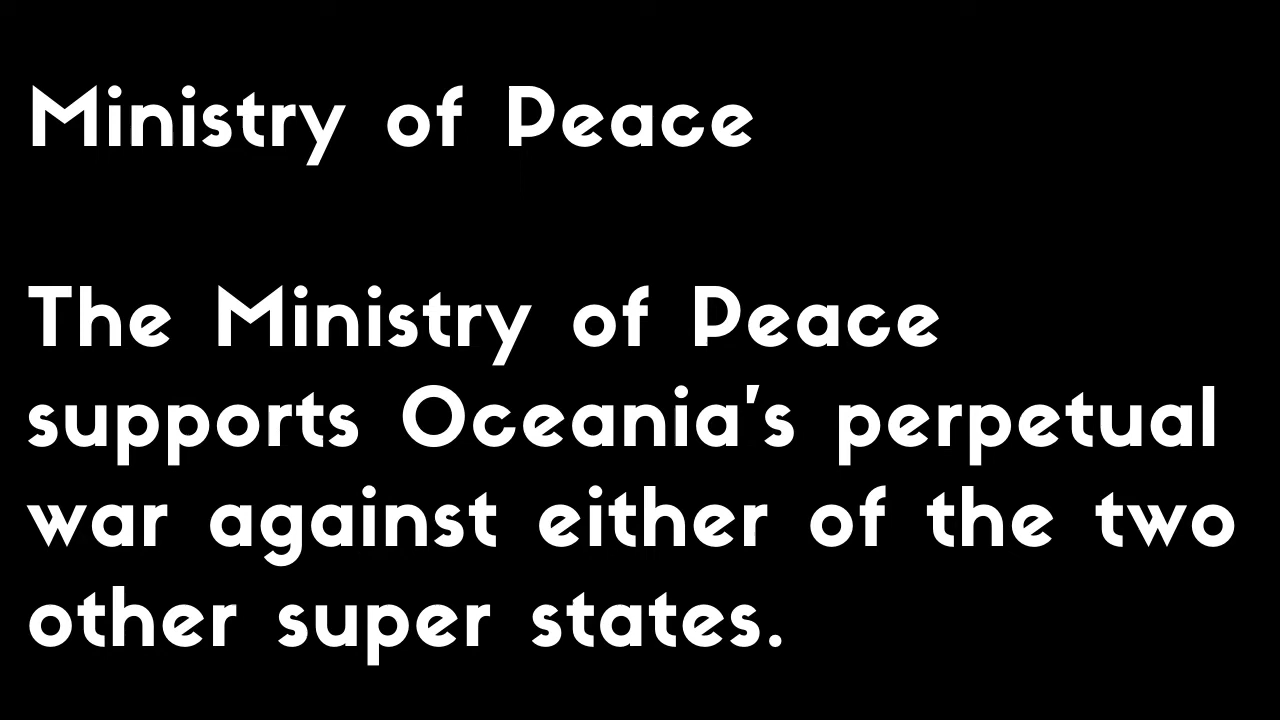 Ministry of Peace
The Ministry of Peace
supports Oceania's perpetual
war against either of the two
other super states.